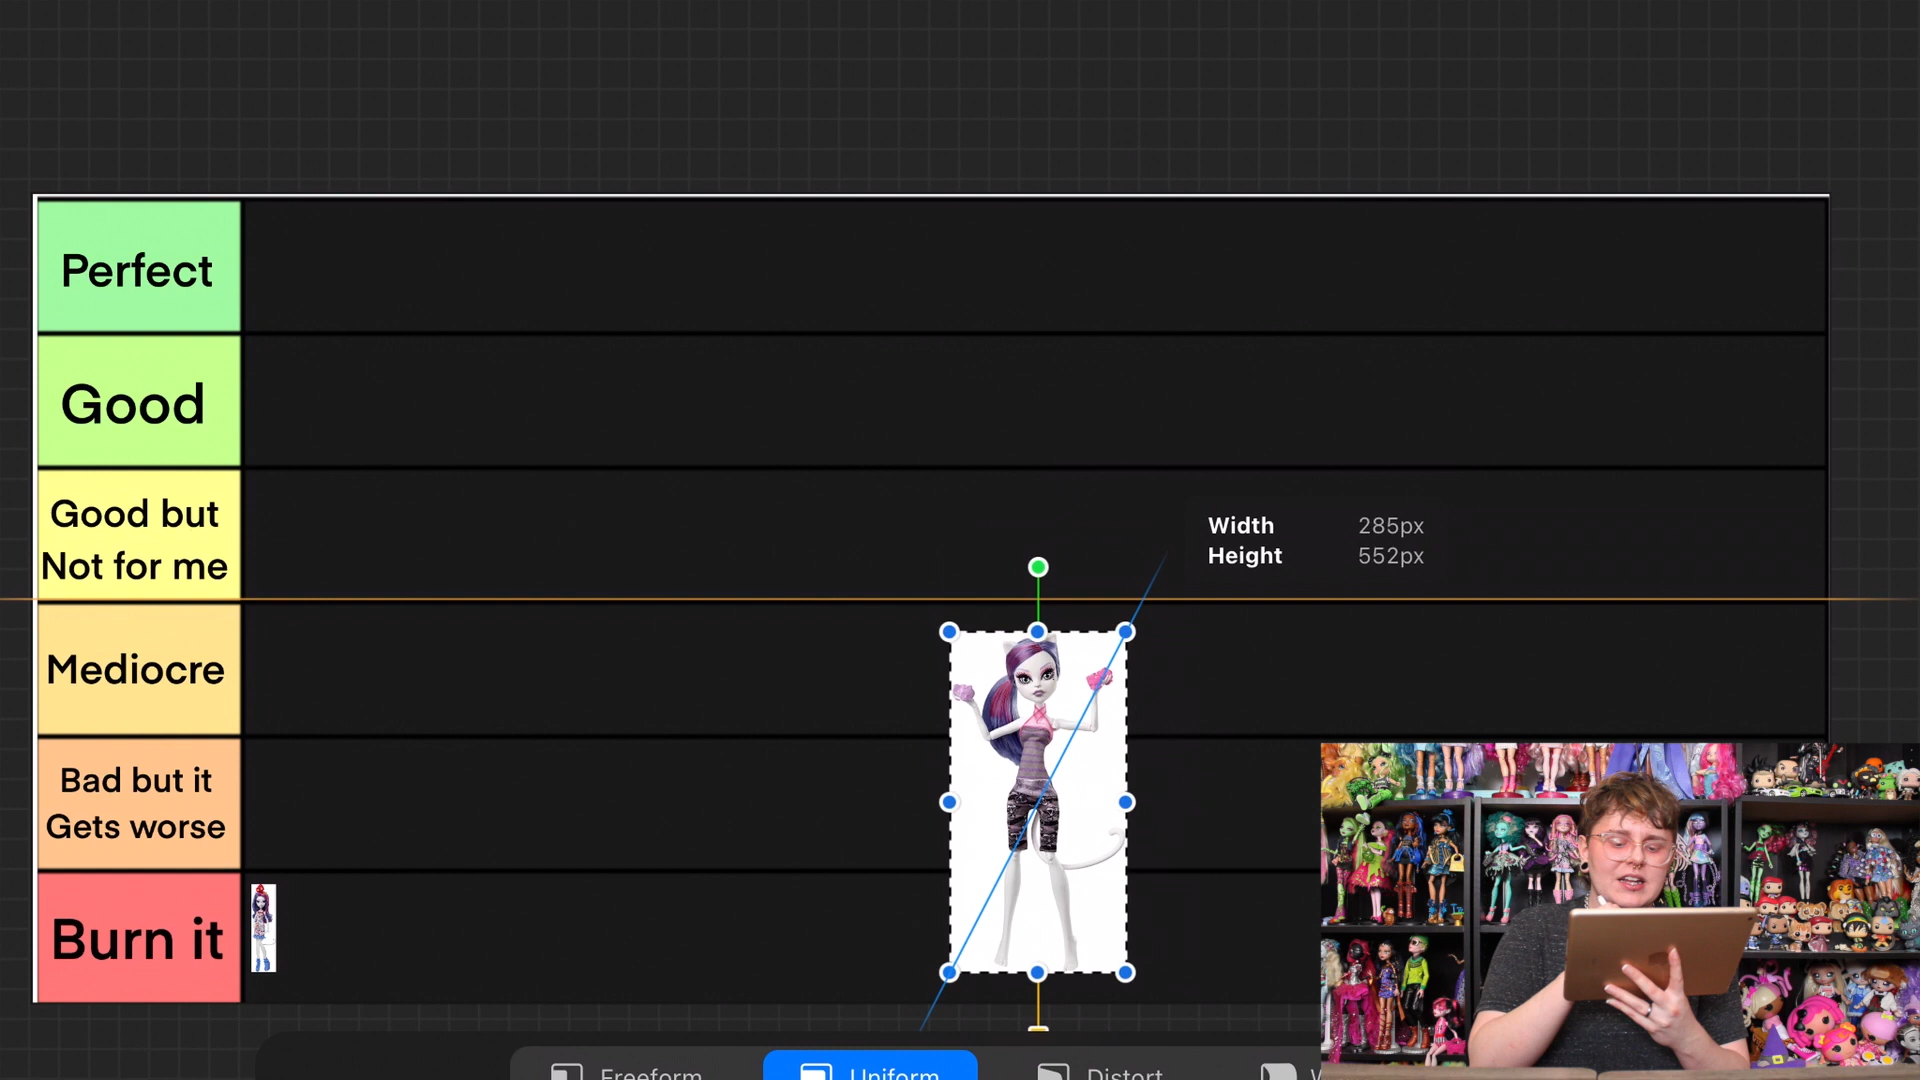 Perfect
Good
Good but
Not for me
Width 285px
Height 552px
Mediocre
Bad but it
Gets worse
Burn it
Freeform
Uniform
Distort